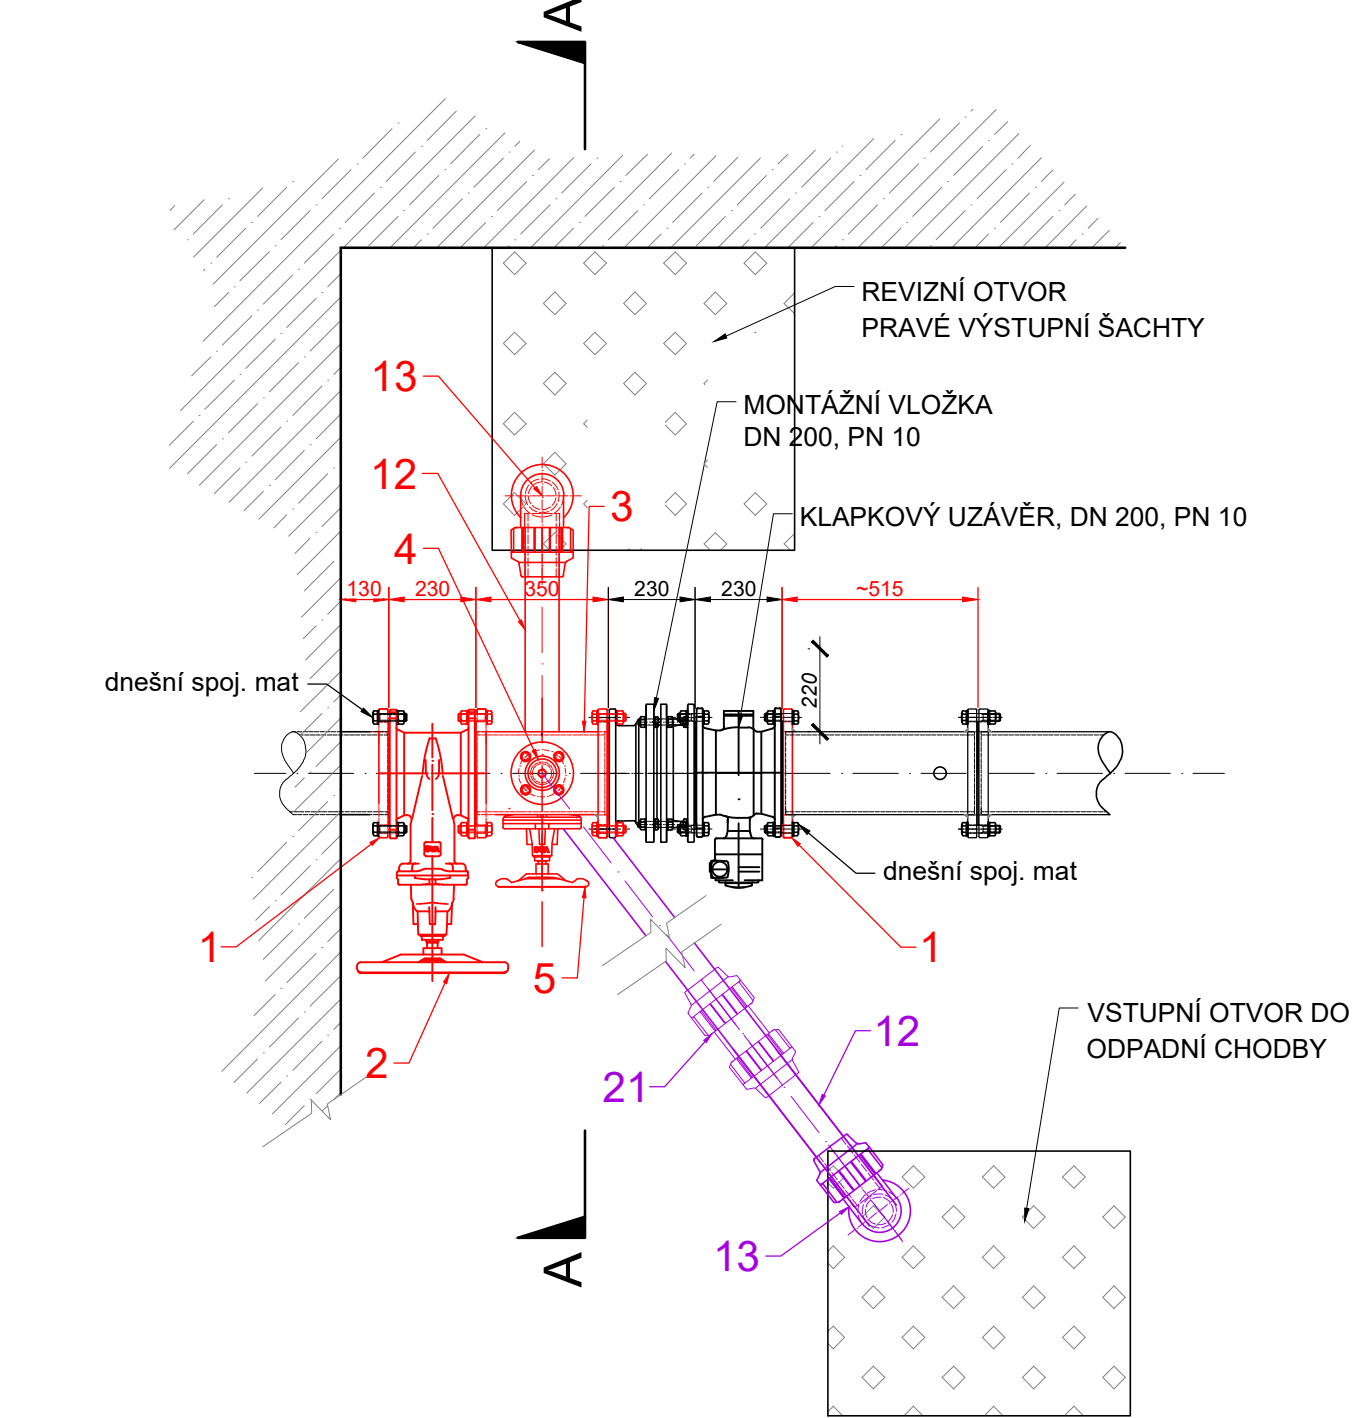 A
REVIZNÍ OTVOR
PRAVÉ VÝSTUPNÍ ŠACHTY
13
MONTÁŽNÍ VLOŽKA
DN 200, PN 10
12
3
KLAPKOVÝ UZÁVĚR, DN 200, PN 10
4
130
230
350
230
230
~515
dnešní spoj. mat
220
dnešní spoj. mat
1
5
1
2
VSTUPNÍ OTVOR DO
ODPADNÍ CHODBY
12
21
13
A